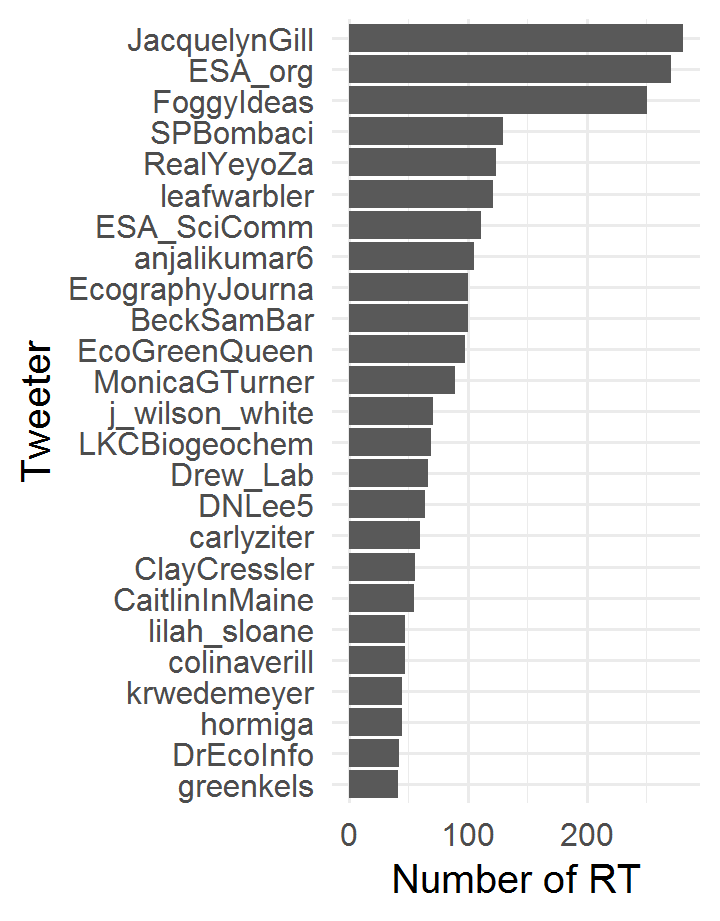 JacquelynGill
ESA_org
FoggyIdeas
SPBombaci
RealYeyoZa
leafwarbler
ESA_SciComm
anjalikumar6
EcographyJourna
BeckSamBar
EcoGreenQueen
MonicaGTurner
j_wilson_white
LKCBiogeochem
Drew_Lab
DNLee5
carlyziter
ClayCressler
CaitlinInMaine
lilah_sloane
colinaverill
krwedemeyer
hormiga
DrEcoInfo
greenkels
Tweeter
0 100 200
Number of RT